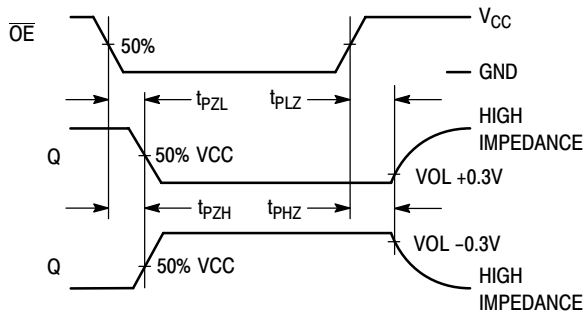 OE
50%
VCC
GND
tPZL
tPLZ
HIGH
IMPEDANCE
Q
50% VCC
VOL +0.3V
tPZH
tPHZ
VOL −0.3V
Q
50% VCC
HIGH
IMPEDANCE